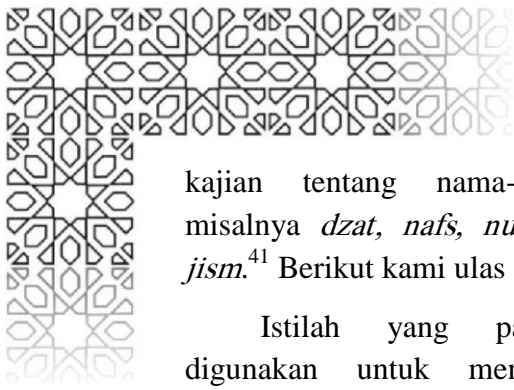 kajian tentang nama-
misalnya dzat, nafs,
jism.⁴¹ Berikut kami ulas
Istilah yang
digunakan untuk